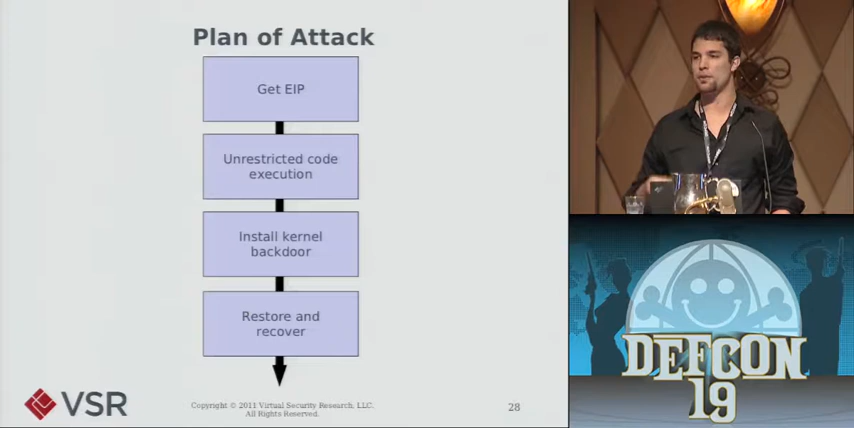 Plan of Attack
Get EIP
Unrestricted code
execution
Install kernel
backdoor
Restore and
recover
VSR
Copyright © 2011 Virtual Security Research, LLC.
All Rights Reserved.
28
DEFCON
19